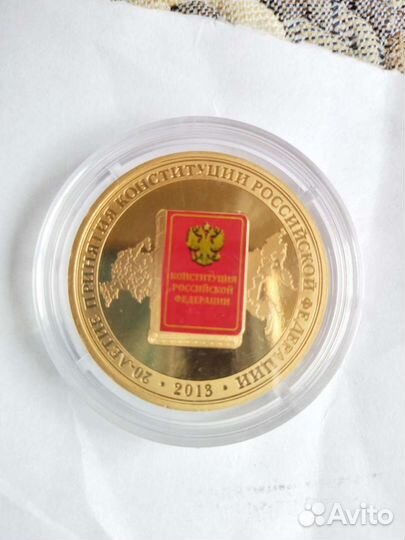 20-ЛЕТИЕ ПРИНЯТИЯ КОНСТИТУЦИИ РОССИЙСКОЙ ФЕДЕРАЦИИ
КОНСТИТУЦИЯ
РОССИЙСКОЙ
ФЕДЕРАЦИИ
• 2013 •
Avito